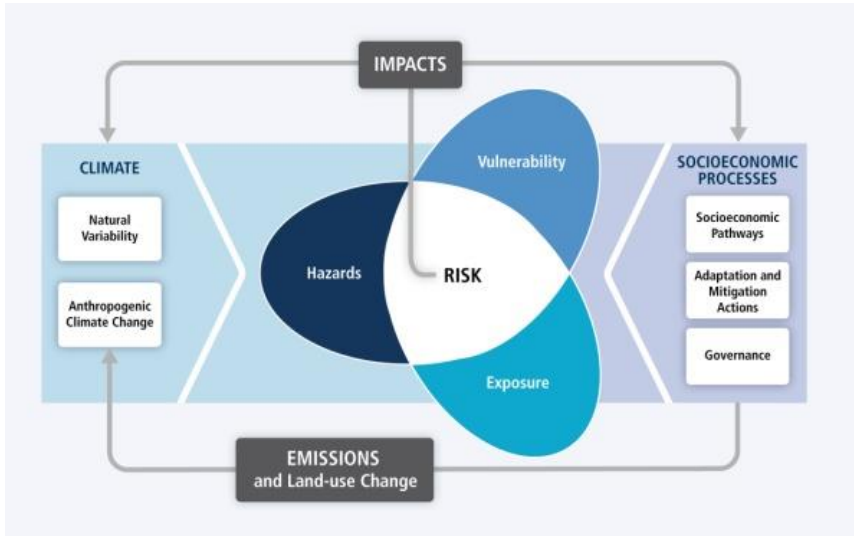 IMPACTS
CLIMATE
Natural
Variability
Anthropogenic
Climate Change
Vulnerability
Hazards
RISK
Exposure
SOCIOECONOMIC
PROCESSES
Socioeconomic
Pathways
Adaptation and
Mitigation
Actions
Governance
EMISSIONS
and Land-use Change